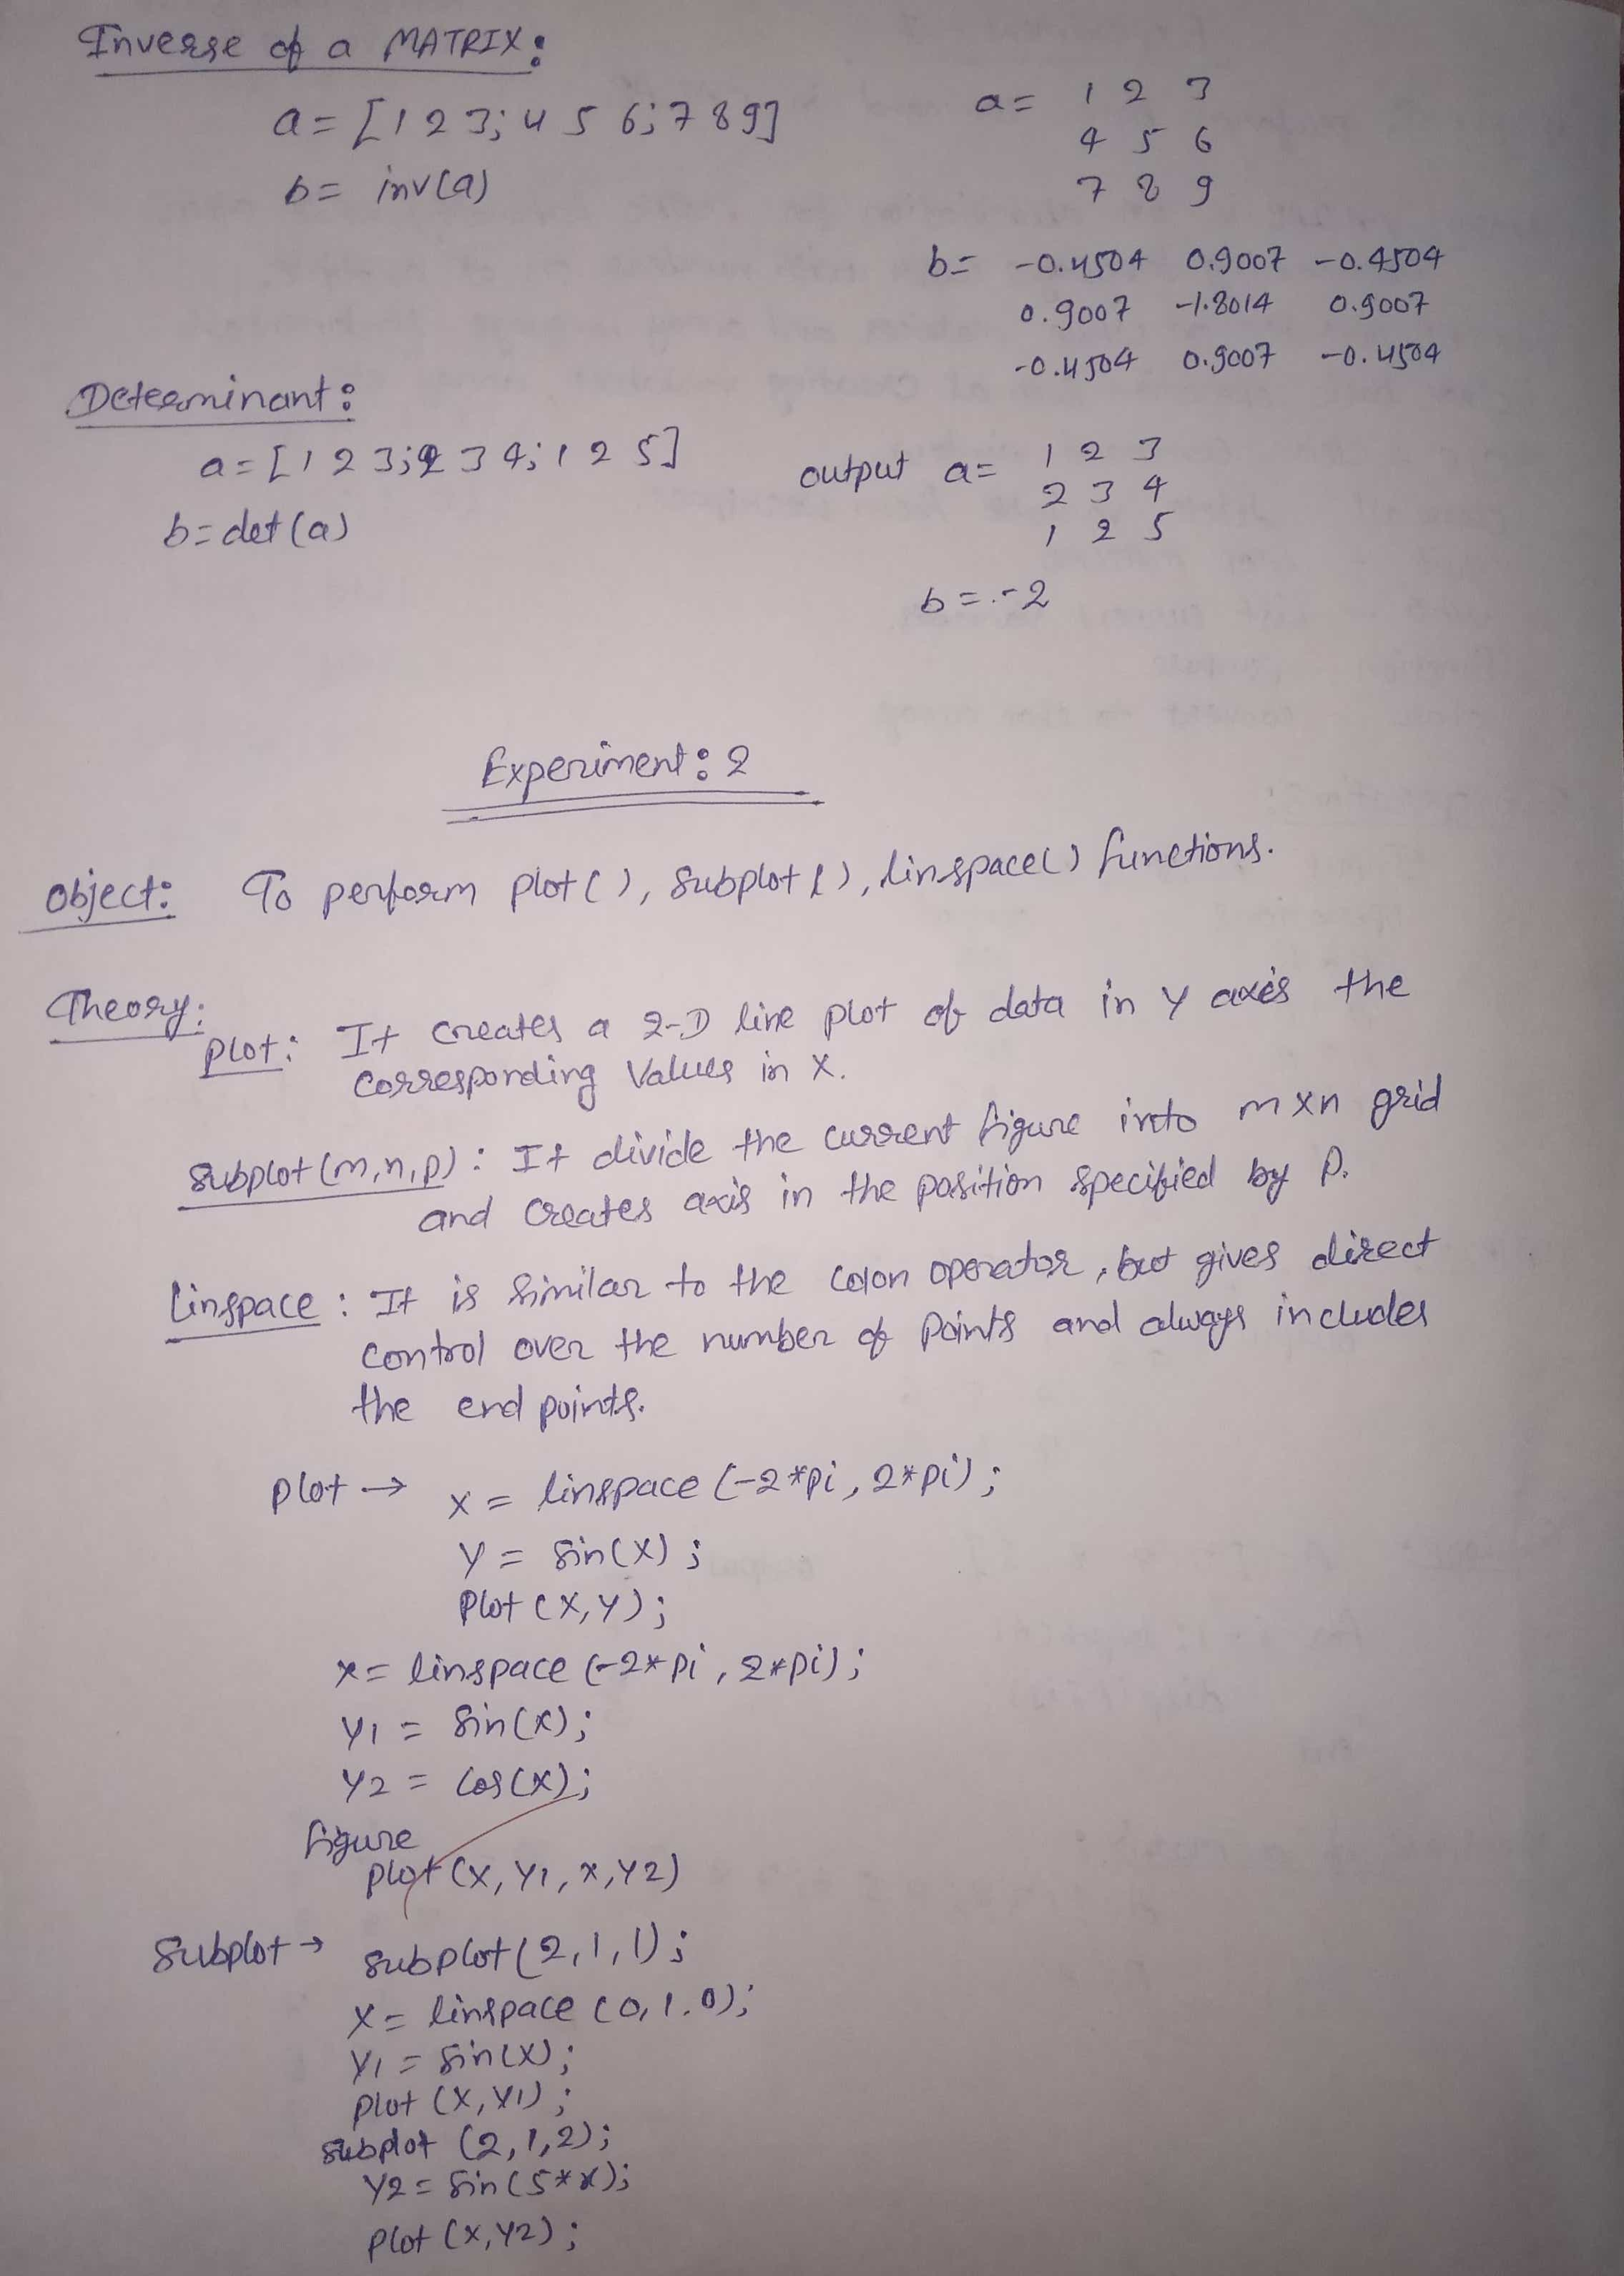 Inverse of a MATRIX:
a = [1 2 3; 4 5 6; 7 8 9]
b = inv(a)
a = 1 2 3
4 5 6
7 8 9
b = -0.4504 0.9007 -0.4504
0.9007 -1.8014 0.9007
-0.4504 0.9007 -0.4504
Determinant:
a = [1 2 3; 2 3 4; 1 2 5]
b = det(a)
output a = 1 2 3
2 3 4
1 2 5
b = -2
Experiment: 2
Object: To perform plot(), subplot(), linspace() functions.
Theory:
Plot: It creates a 2-D line plot of data in Y axis the
corresponding values in X.
Subplot (m,n,p): It divide the current figure into m×n grid
and creates axis in the position specified by P.
Linspace: It is similar to the colon operator, but gives direct
control over the number of points and always includes
the end points.
Plot → X = linspace (-2*pi, 2*pi);
Y = sin(X);
Plot (X,Y);
x = linspace (-2*pi, 2*pi);
Y1 = sin(x);
Y2 = cos(x);
figure
plot (X, Y1, x, Y2)
Subplot → subplot (2,1,1);
X = linspace (0,1.0);
Y1 = sin(X);
plot (X, Y1);
subplot (2,1,2);
Y2 = sin(5*x);
Plot (X, Y2);